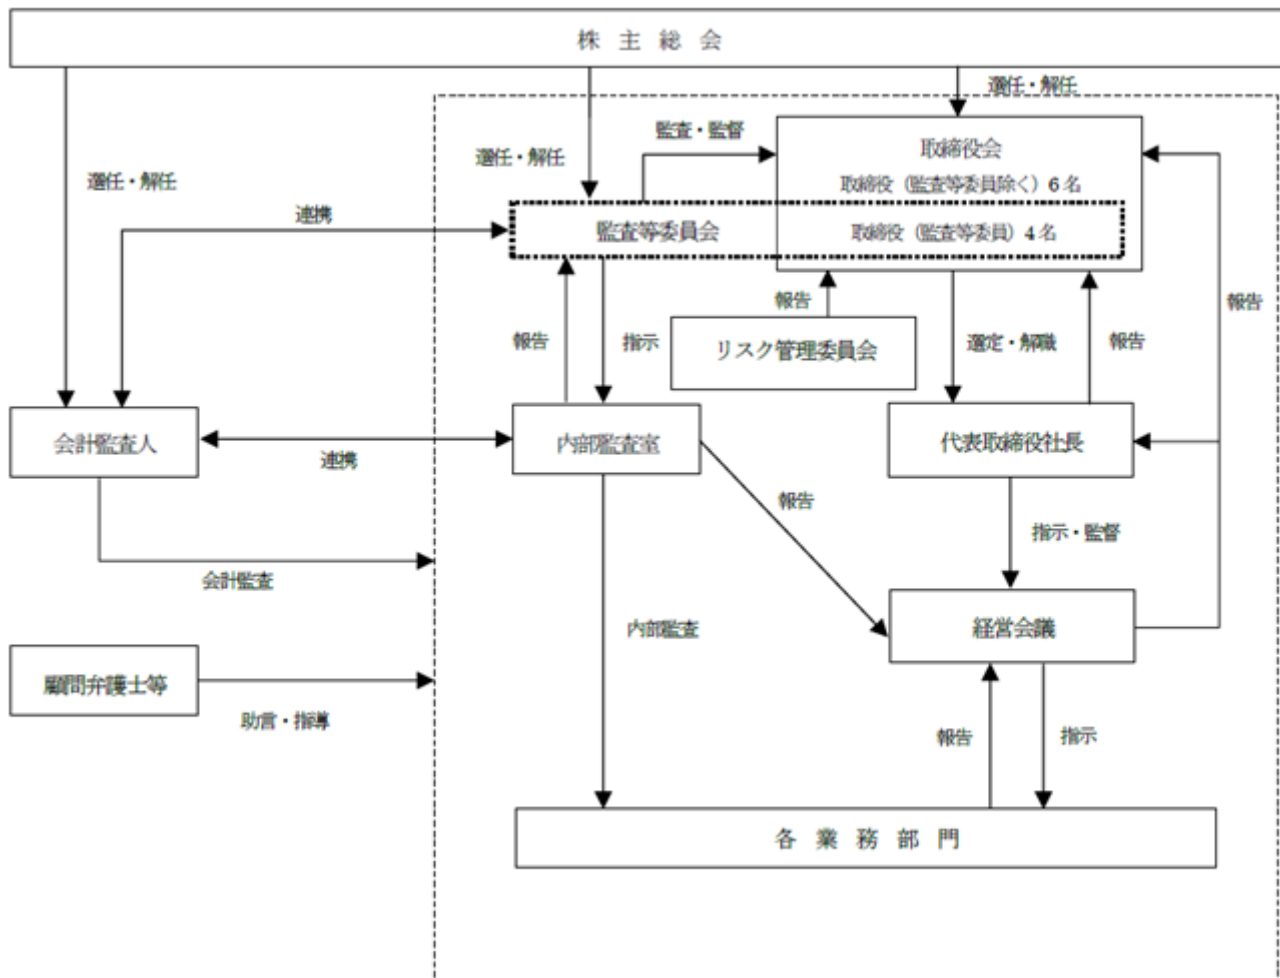 株主総会
選任・解任
監査・監督
取締役会
選任・解任
選任・解任
取締役（監査等委員除く）6名
連携
監査等委員会
取締役（監査等委員）4名
報告
報告
報告
指示
リスク管理委員会
選定・解職
報告
会計監査人
内部監査室
代表取締役社長
連携
報告
指示・監督
会計監査
内部監査
経営会議
顧問弁護士等
助言・指導
報告
指示
各業務部門